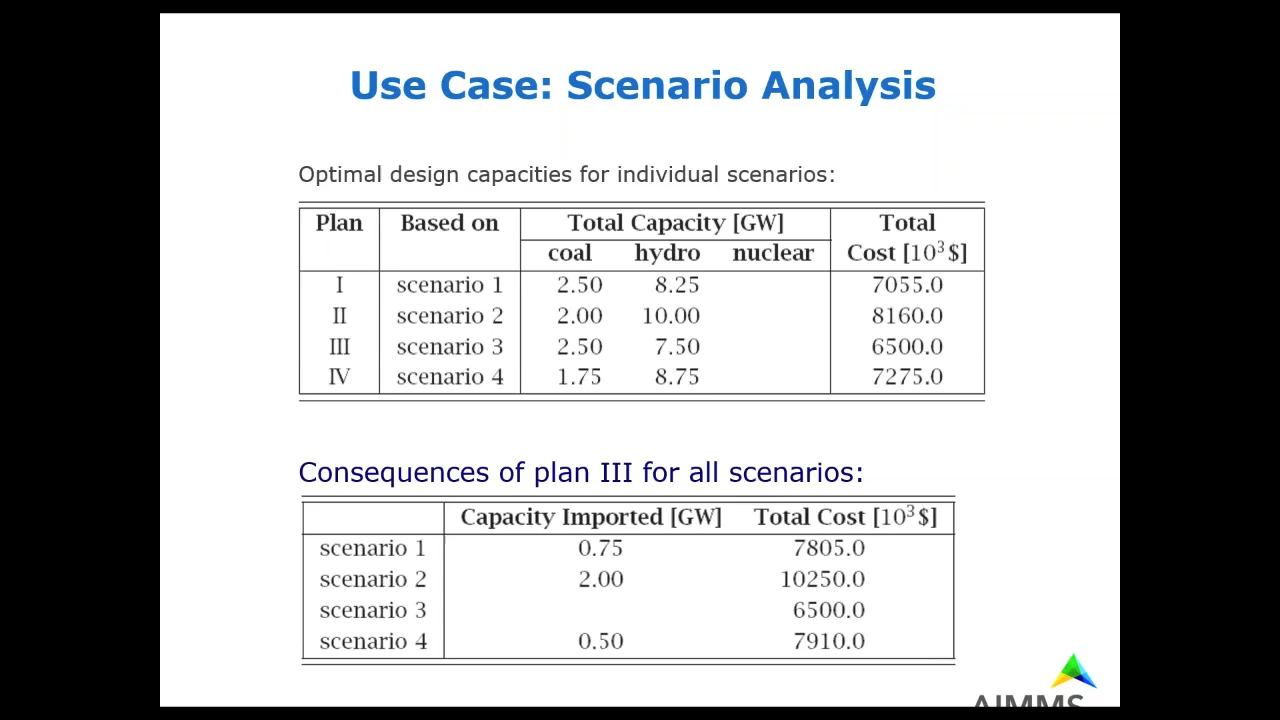 Use Case: Scenario Analysis
Optimal design capacities for individual scenarios:
Plan Based on Total Capacity [GW] Total
coal hydro nuclear Cost [10³ $]
I scenario 1 2.50 8.25 7055.0
II scenario 2 2.00 10.00 8160.0
III scenario 3 2.50 7.50 6500.0
IV scenario 4 1.75 8.75 7275.0
Consequences of plan III for all scenarios:
Capacity Imported [GW] Total Cost [10³ $]
scenario 1 0.75 7805.0
scenario 2 2.00 10250.0
scenario 3 6500.0
scenario 4 0.50 7910.0
AIMMS